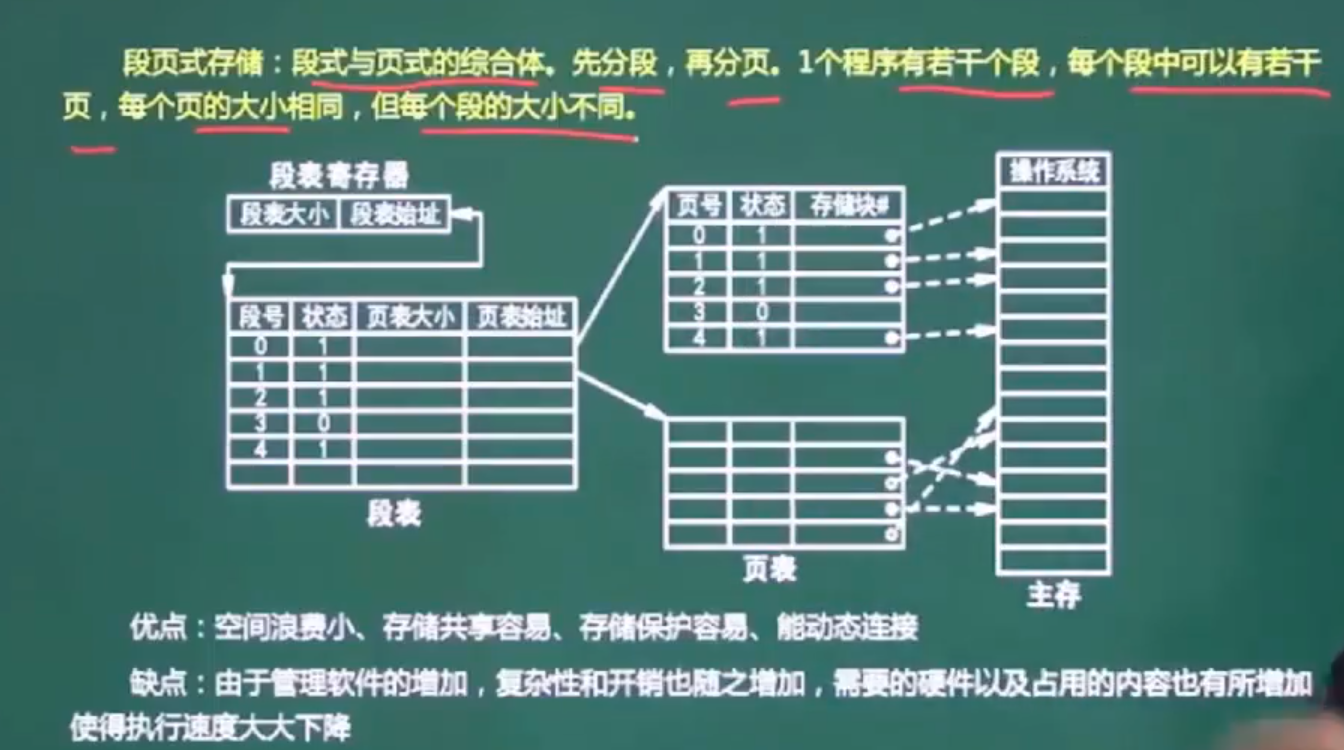 段页式存储：段式与页式的综合体。先分段，再分页。1个程序有若干个段，每个段中可以有若干
页，每个页的大小相同，但每个段的大小不同。
段表寄存器
段表大小 段表始址
段号 状态 页表大小 页表始址
0 1
1 1
2 1
3 0
4 1
段表
页号 状态 存储块#
0 1
1 1
2 1
3 0
4 1
页表
操作系统
主存
优点：空间浪费小、存储共享容易、存储保护容易、能动态连接
缺点：由于管理软件的增加，复杂性和开销也随之增加，需要的硬件以及占用的内容也有所增加
使得执行速度大大下降